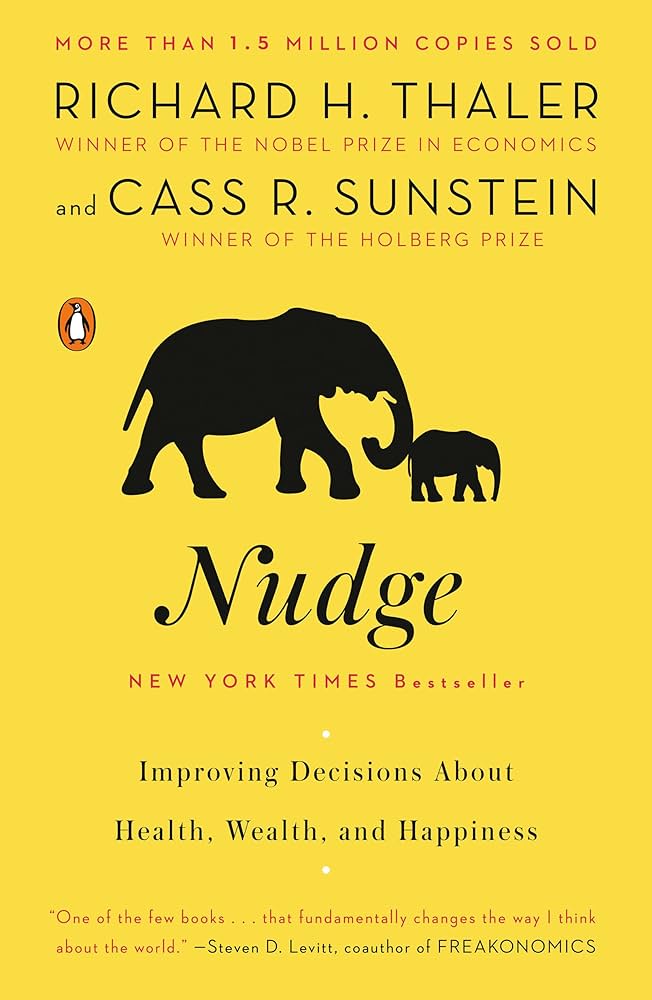 MORE THAN 1.5 MILLION COPIES SOLD
RICHARD H. THALER
WINNER OF THE NOBEL PRIZE IN ECONOMICS
and CASS R. SUNSTEIN
WINNER OF THE HOLBERG PRIZE
Nudge
NEW YORK TIMES Bestseller
Improving Decisions About
Health, Wealth, and Happiness
“One of the few books . . . that fundamentally changes the way I think
about the world.” —Steven D. Levitt, coauthor of FREAKONOMICS